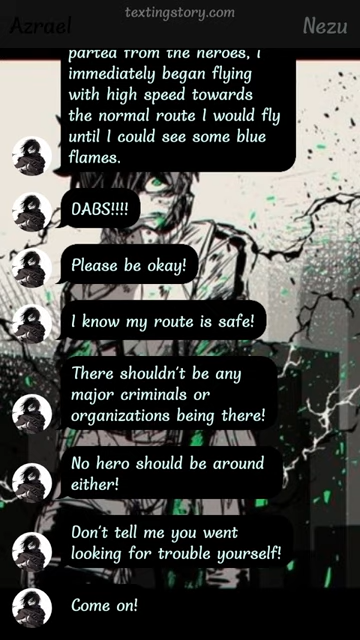 textingstory.com
Azrael
Nezu
parted from the heroes, I
immediately began flying
with high speed towards
the normal route I would fly
until I could see some blue
flames.
DABS!!!!
Please be okay!
I know my route is safe!
There shouldn't be any
major criminals or
organizations being there!
No hero should be around
either!
Don't tell me you went
looking for trouble yourself!
Come on!